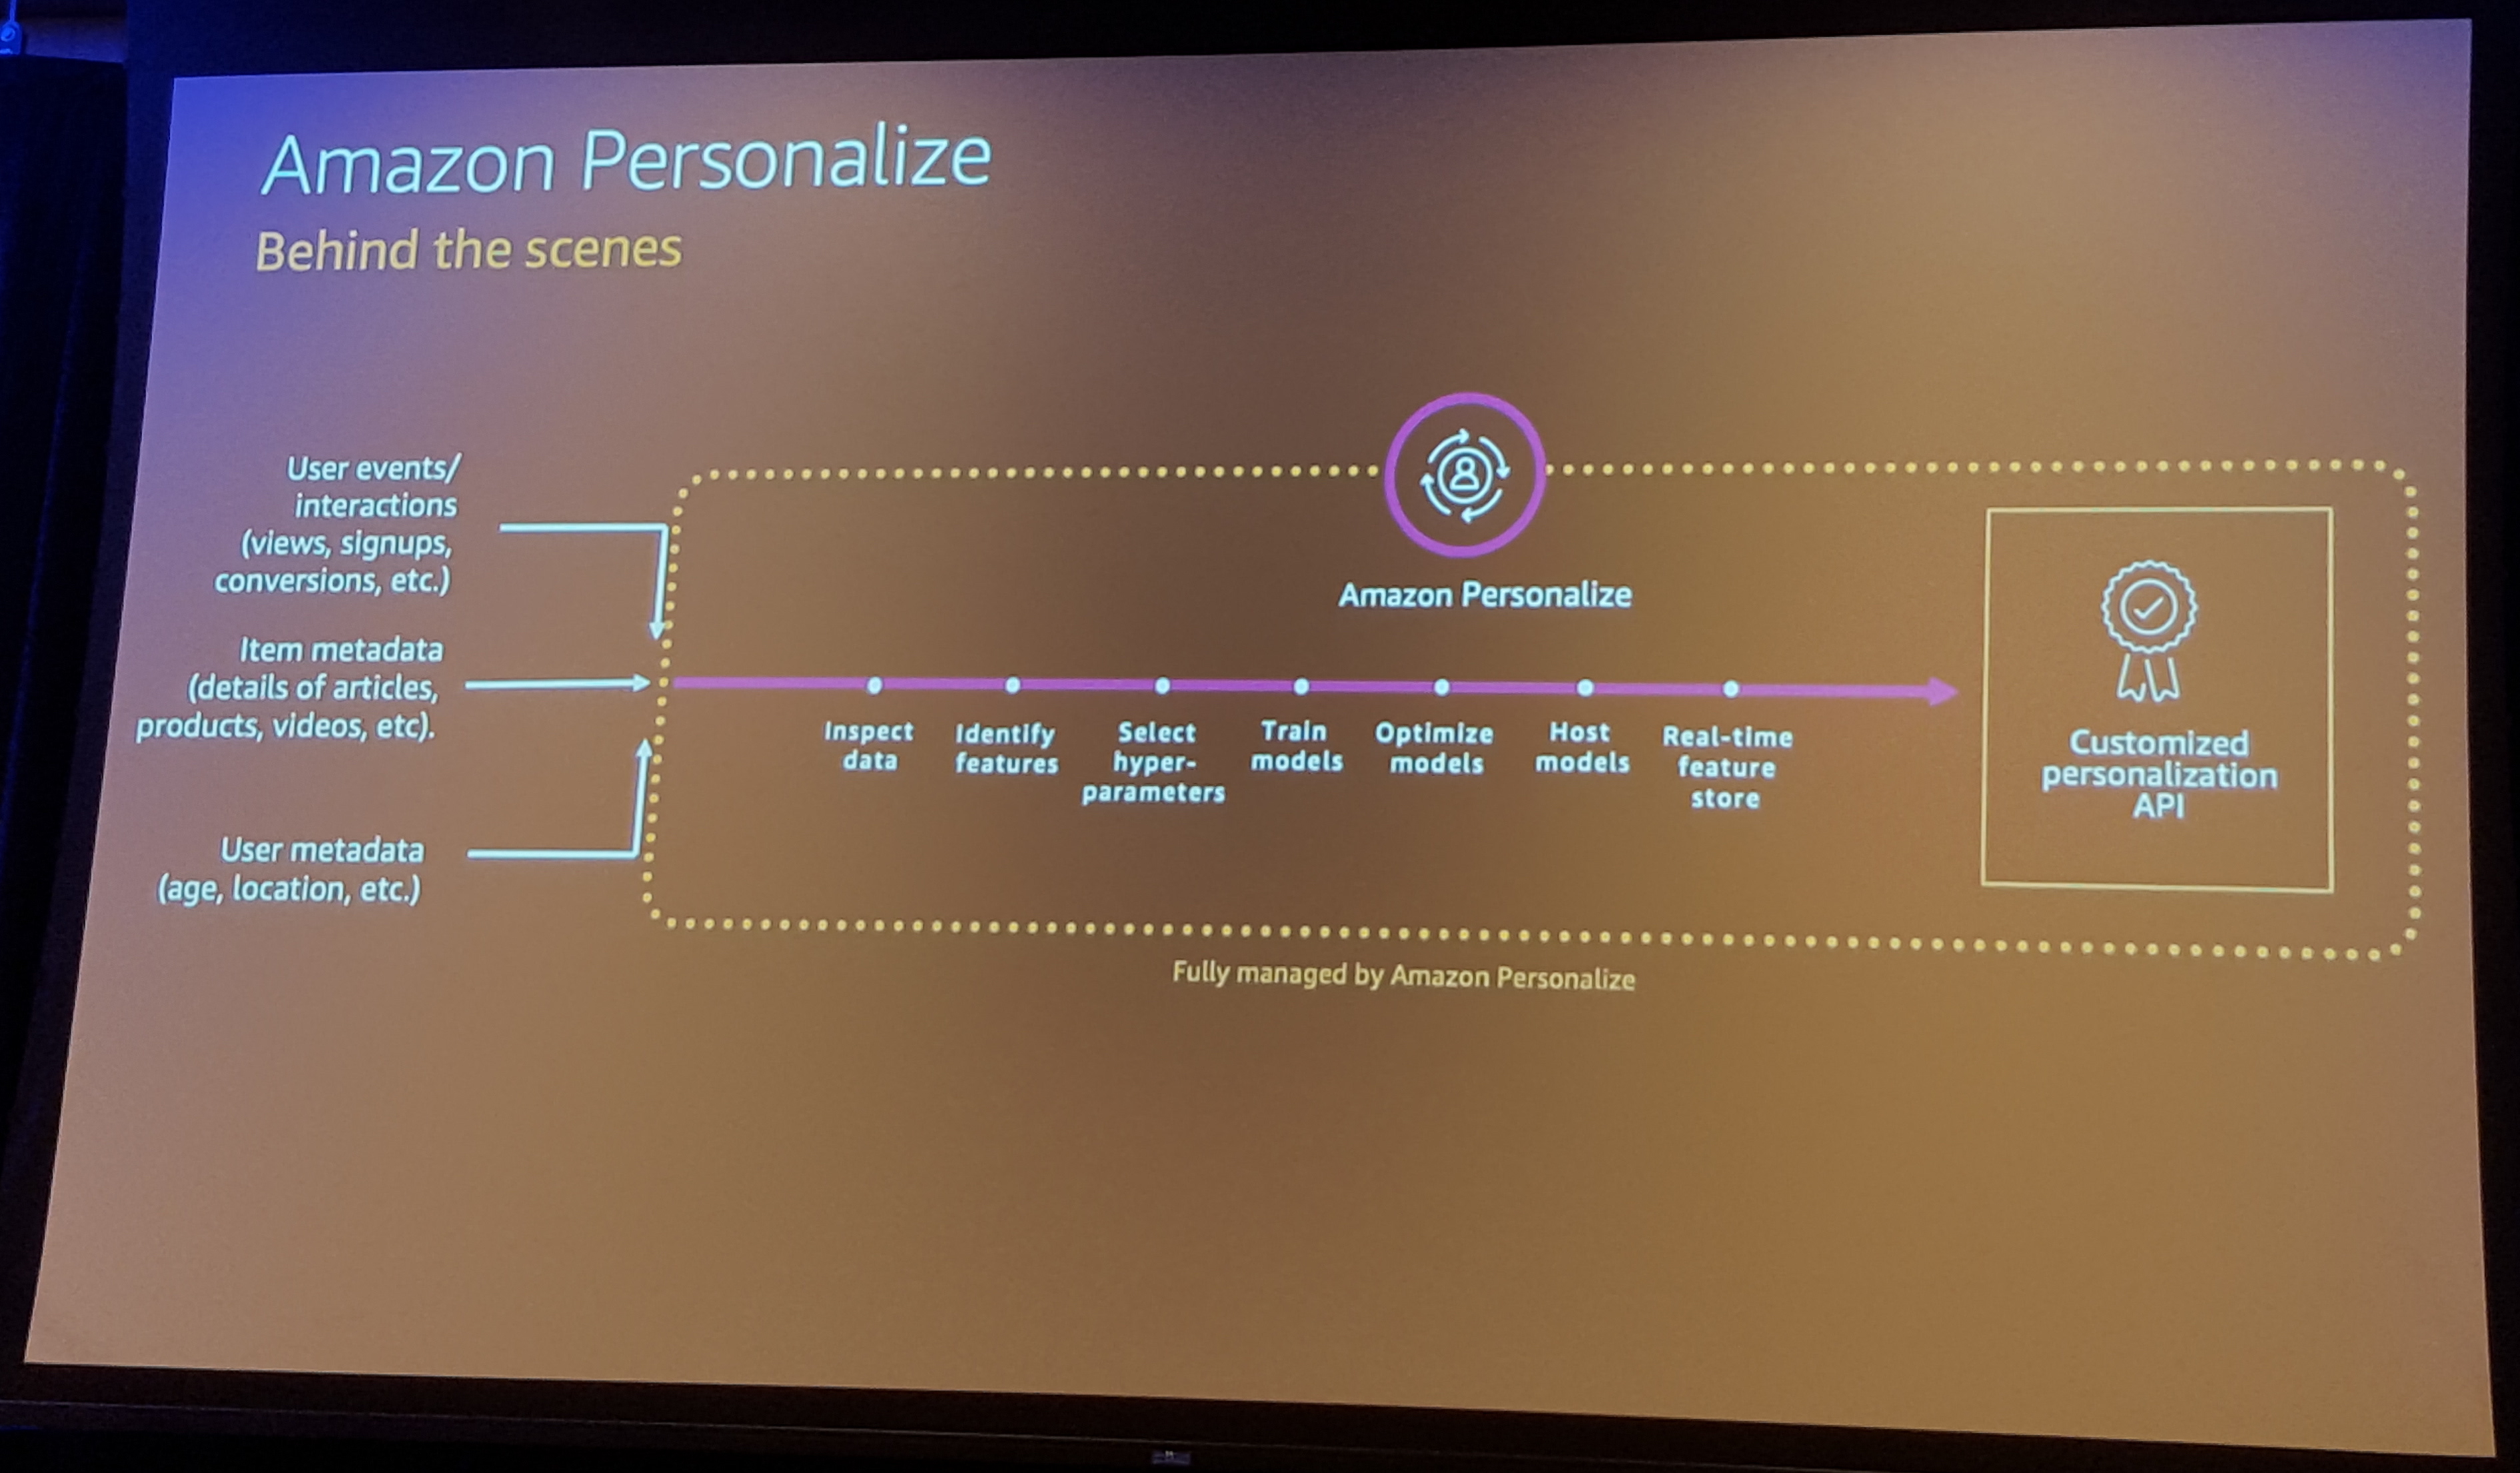 Amazon Personalize
Behind the scenes
User events/
interactions
(views, signups,
conversions, etc.)
Item metadata
(details of articles,
products, videos, etc).
User metadata
(age, location, etc.)
Amazon Personalize
Inspect
data
Identify
features
Select
hyper-
parameters
Train
models
Optimize
models
Host
models
Real-time
feature
store
Customized
personalization
API
Fully managed by Amazon Personalize